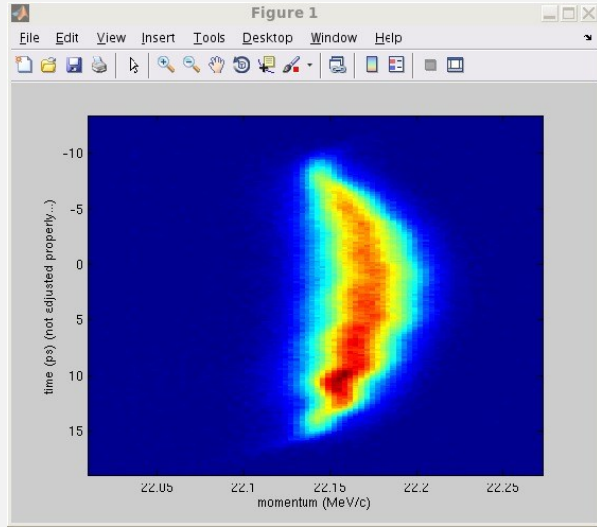 Figure 1
File Edit View Insert Tools Desktop Window Help
-10
-5
0
5
10
15
time (ps) (not adjusted properly...)
22.05 22.1 22.15 22.2 22.25
momentum (MeV/c)